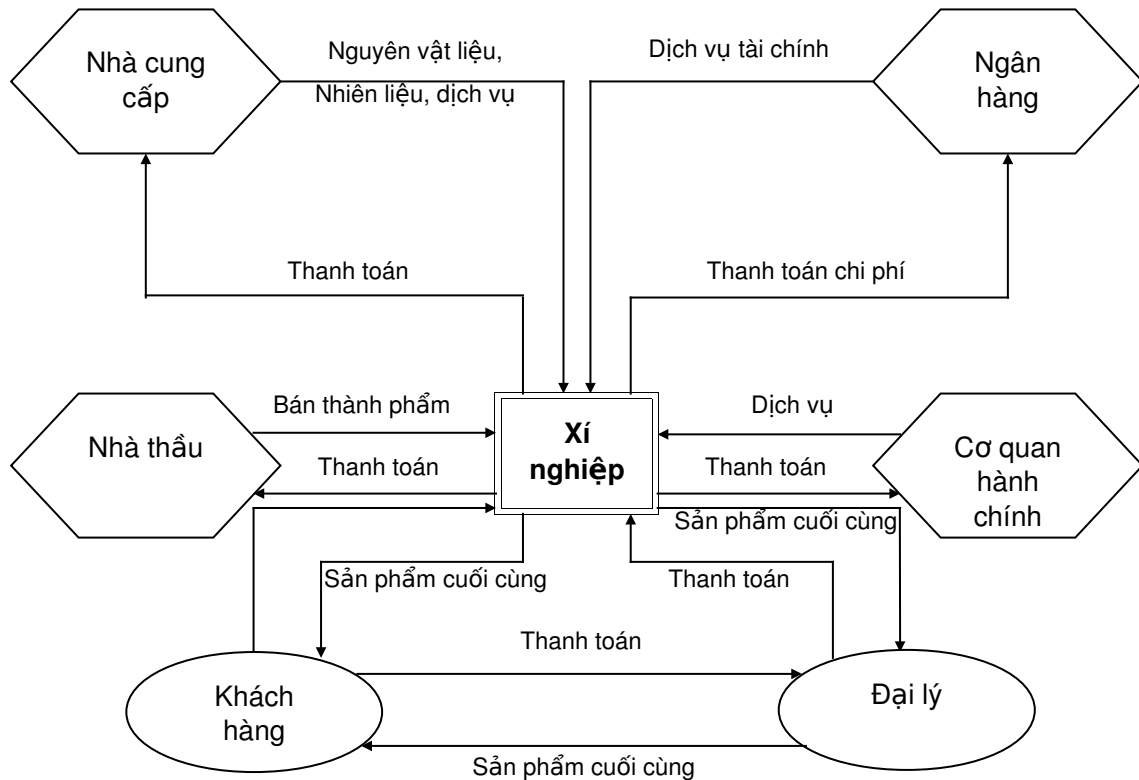 Nhà cung
cấp
Nguyên vật liệu,
Nhiên liệu, dịch vụ
Dịch vụ tài chính
Ngân
hàng
Thanh toán
Thanh toán chi phí
Nhà thầu
Bán thành phẩm
Thanh toán
Xí
nghiệp
Dịch vụ
Thanh toán
Cơ quan
hành
chính
Sản phẩm cuối cùng
Sản phẩm cuối cùng
Thanh toán
Thanh toán
Khách
hàng
Đại lý
Sản phẩm cuối cùng